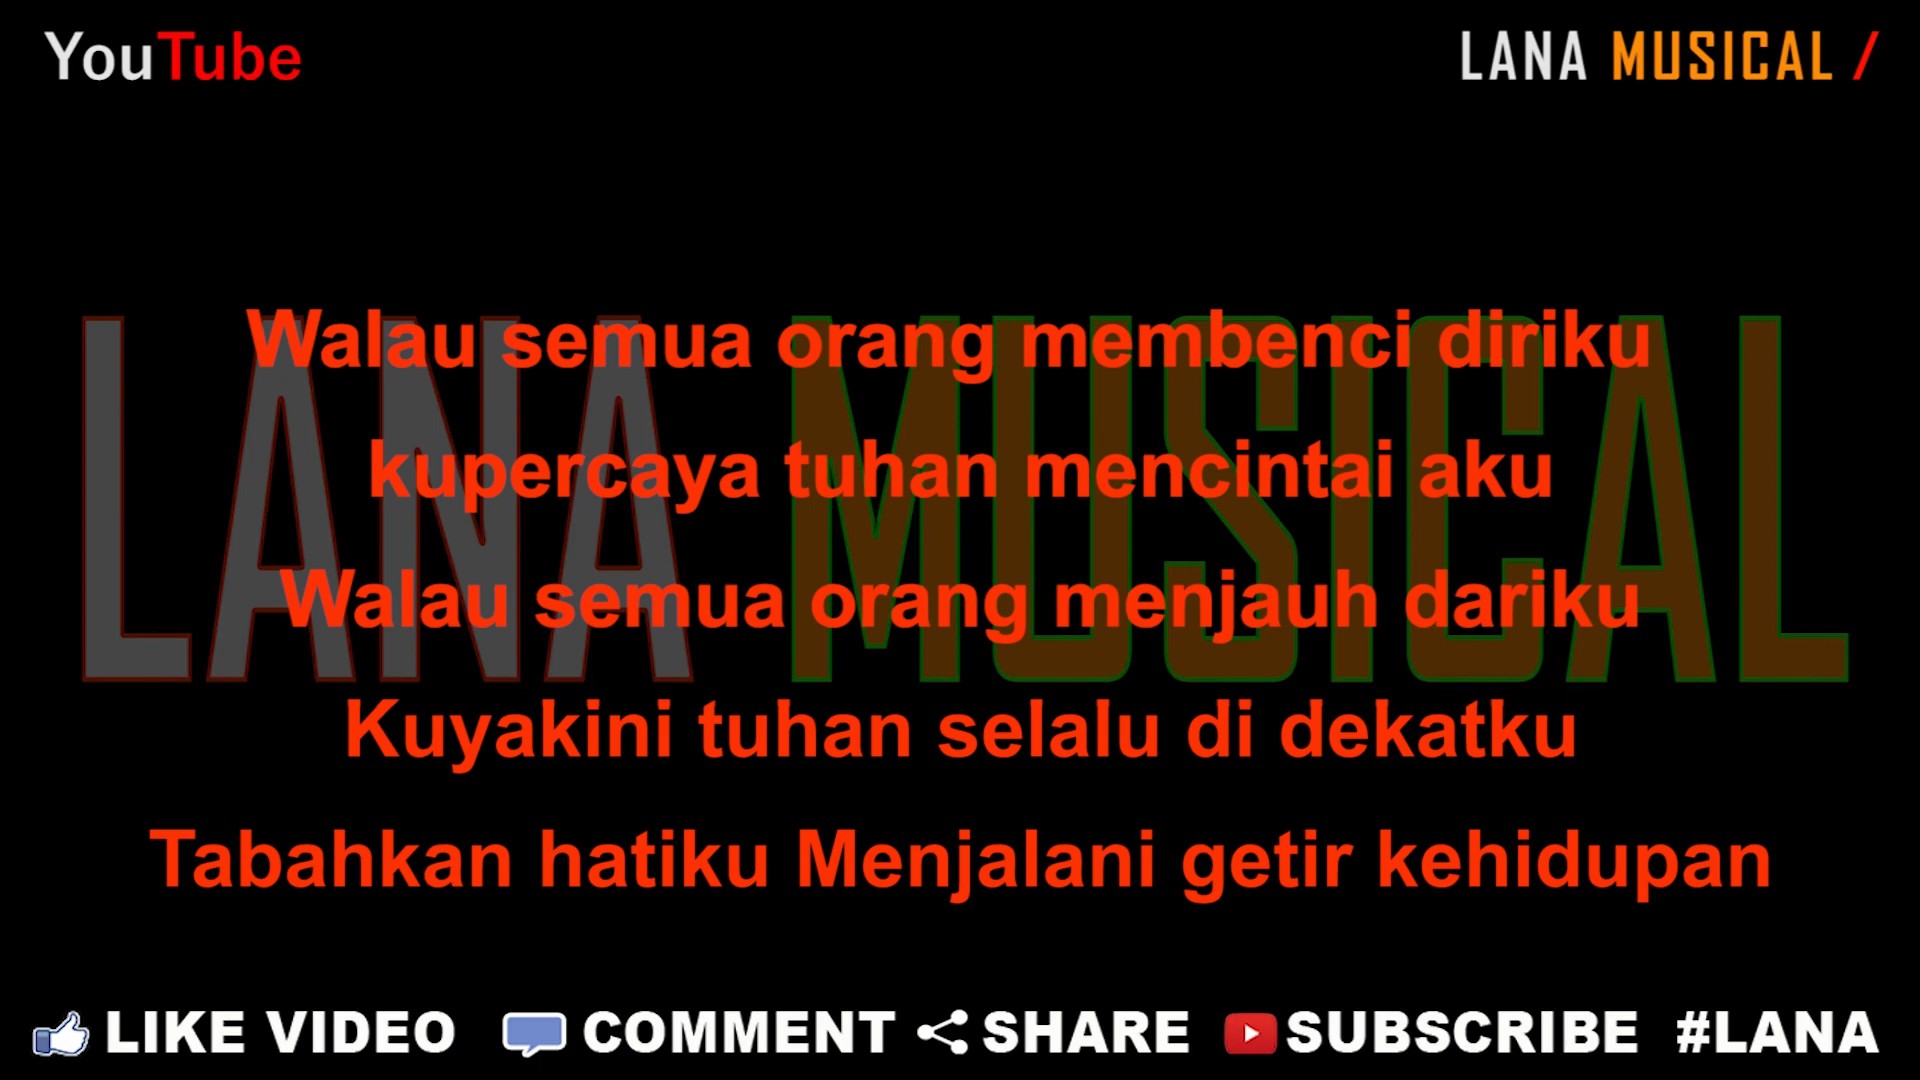 YouTube
LANA MUSICAL /
LANA MUSICAL
Walau semua orang membenci diriku
kupercaya tuhan mencintai aku
Walau semua orang menjauh dariku
Kuyakini tuhan selalu di dekatku
Tabahkan hatiku Menjalani getir kehidupan
LIKE VIDEO COMMENT SHARE SUBSCRIBE #LANA